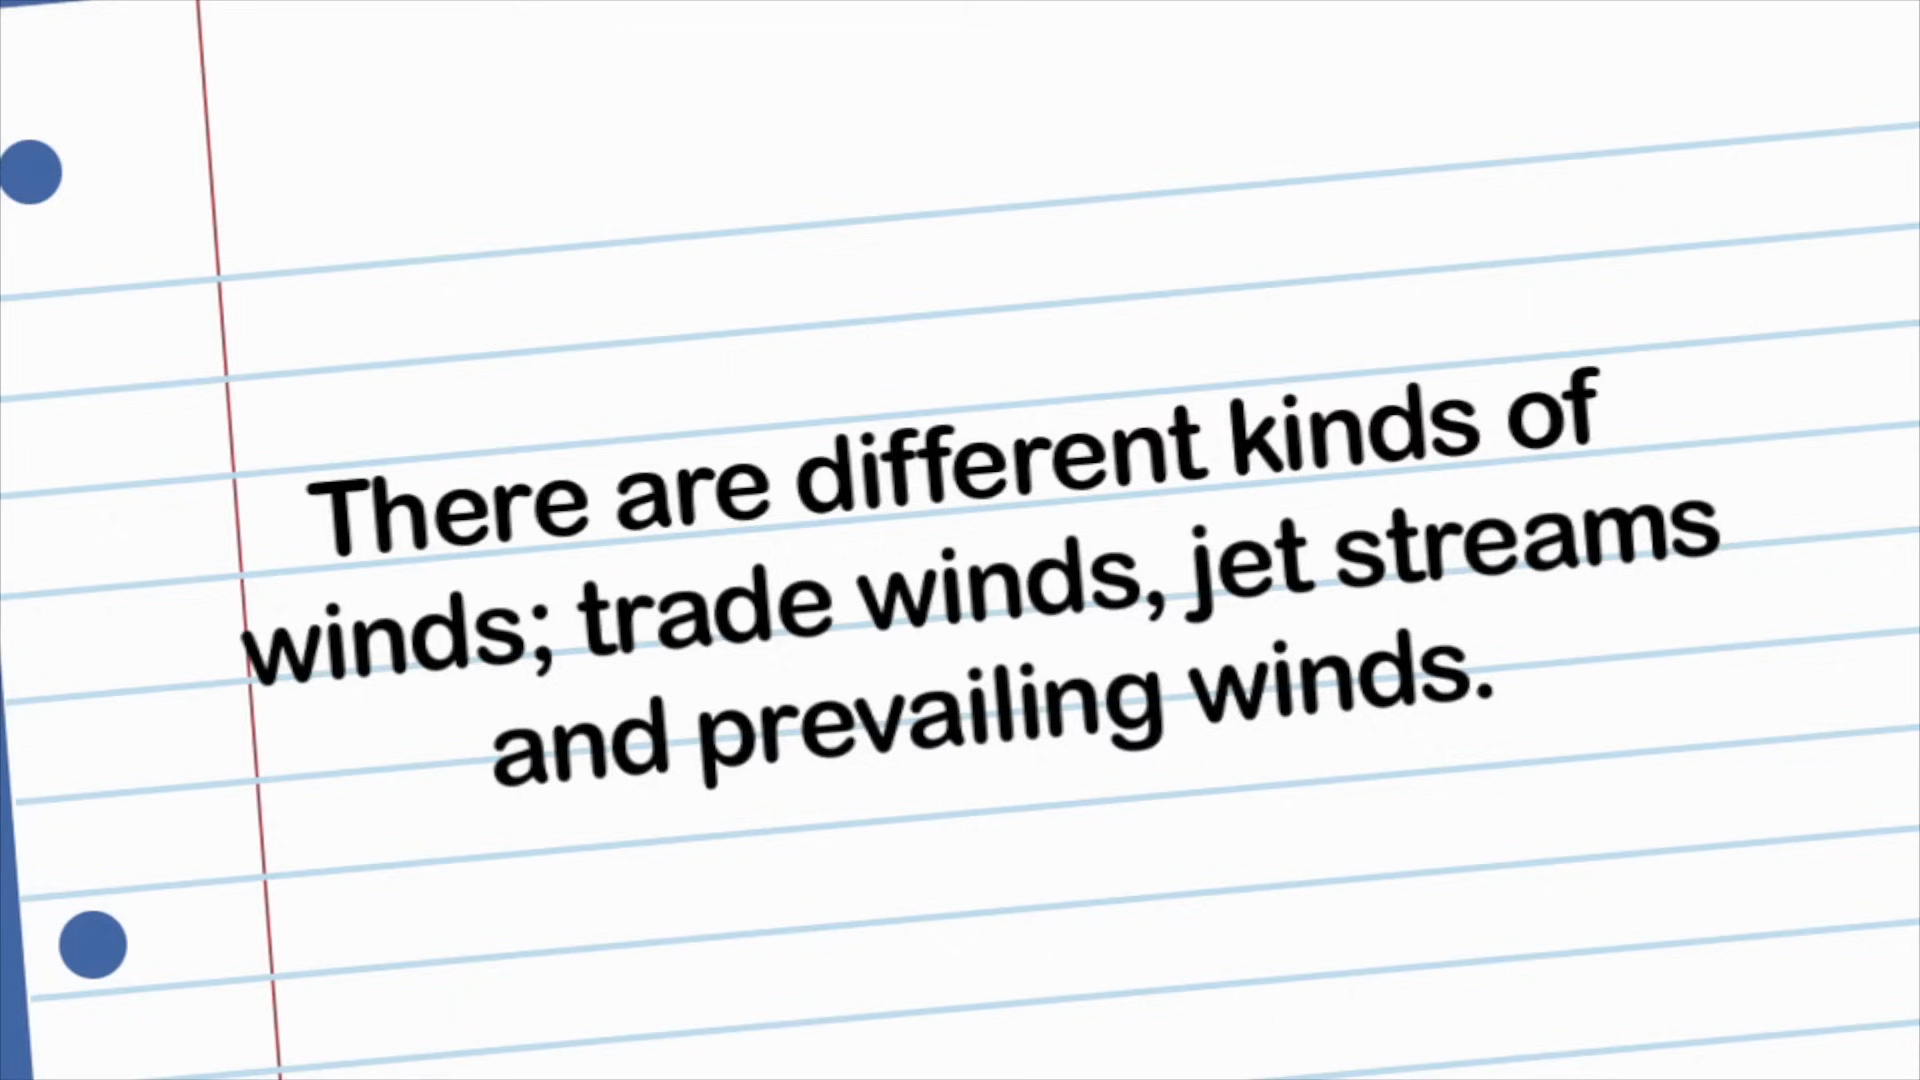 There are different kinds of
winds; trade winds, jet streams
and prevailing winds.